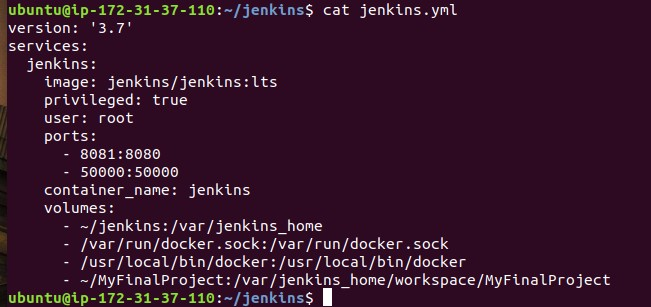 ubuntu@ip-172-31-37-110:~/jenkins$ cat jenkins.yml
version: '3.7'
services:
  jenkins:
    image: jenkins/jenkins:lts
    privileged: true
    user: root
    ports:
      - 8081:8080
      - 50000:50000
    container_name: jenkins
    volumes:
      - ~/jenkins:/var/jenkins_home
      - /var/run/docker.sock:/var/run/docker.sock
      - /usr/local/bin/docker:/usr/local/bin/docker
      - ~/MyFinalProject:/var/jenkins_home/workspace/MyFinalProject
ubuntu@ip-172-31-37-110:~/jenkins$